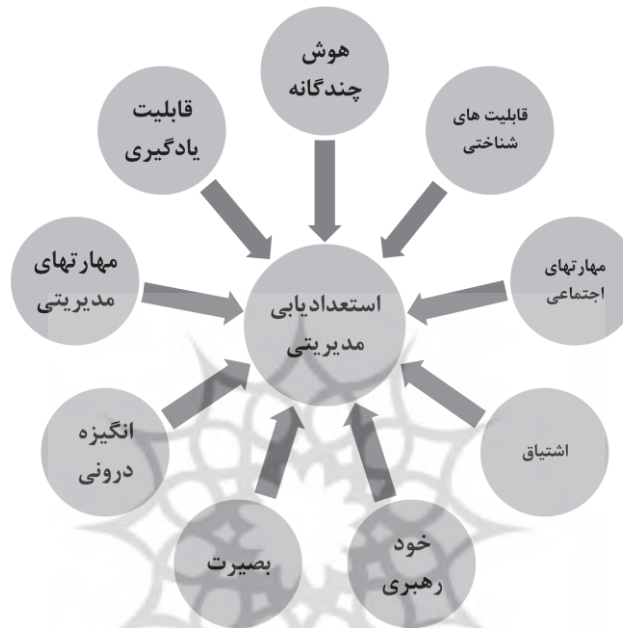 هوش
چندگانه
قابلیت های
شناختی
مهارتهای
اجتماعی
اشتیاق
خود
رهبری
بصیرت
انگیزه
درونی
مهارتهای
مدیریتی
قابلیت
یادگیری
استعدادیابی
مدیریتی